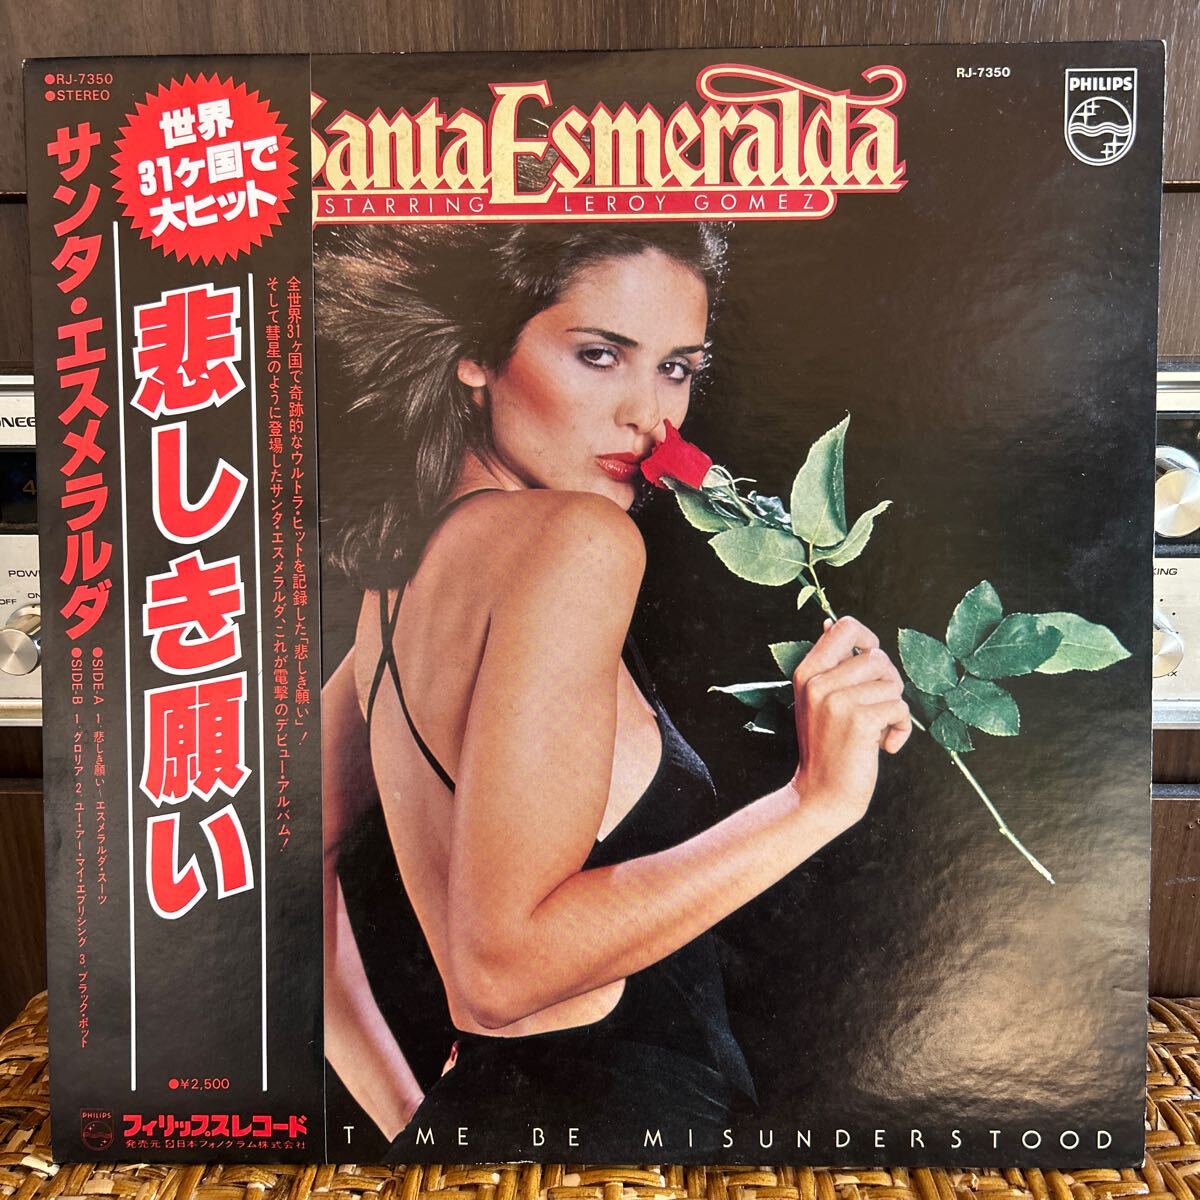 ●RJ-7350
●STEREO
世界
31ケ国で
大ヒット
サンタ・エスメラルダ
悲しき願い
全世界31ヶ国で奇跡的なウルトラ・ヒットを記録した「悲しき願い」!
そして彗星のように登場したサンタ・エスメラルダ、これが電撃のデビュー・アルバム!
●SIDE-A 1. 悲しき願い〜エスメラルダ・スーツ
●SIDE-B 1. グロリア 2. ユー・アー・マイ・エブリシング 3. ブラック・ポット
●¥2,500
PHILIPS
フィリップスレコード
発売元 日本フォノグラム株式会社
Santa Esmeralda
STARRING LEROY GOMEZ
RJ-7350
PHILIPS
T ME BE MISUNDERSTOOD
ONEE
4
POW
OFF ON
KING